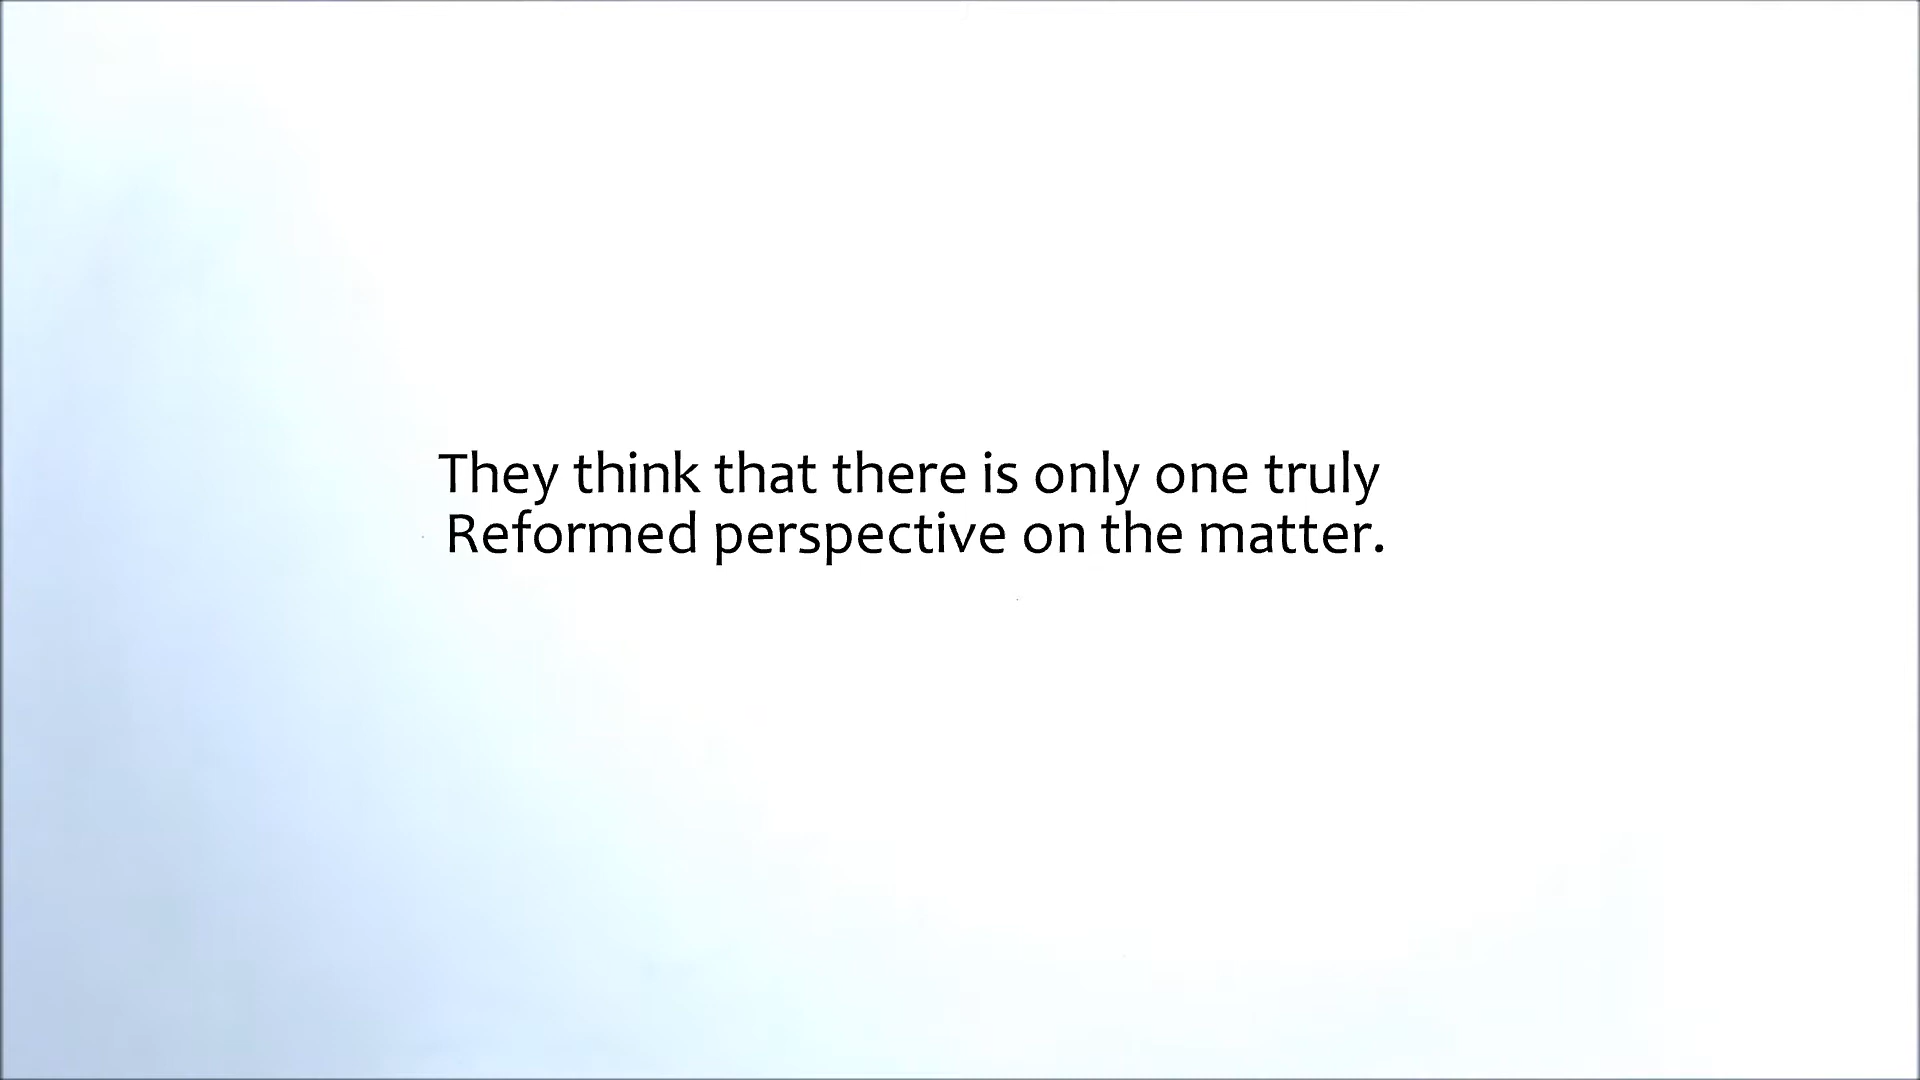 They think that there is only one truly
Reformed perspective on the matter.